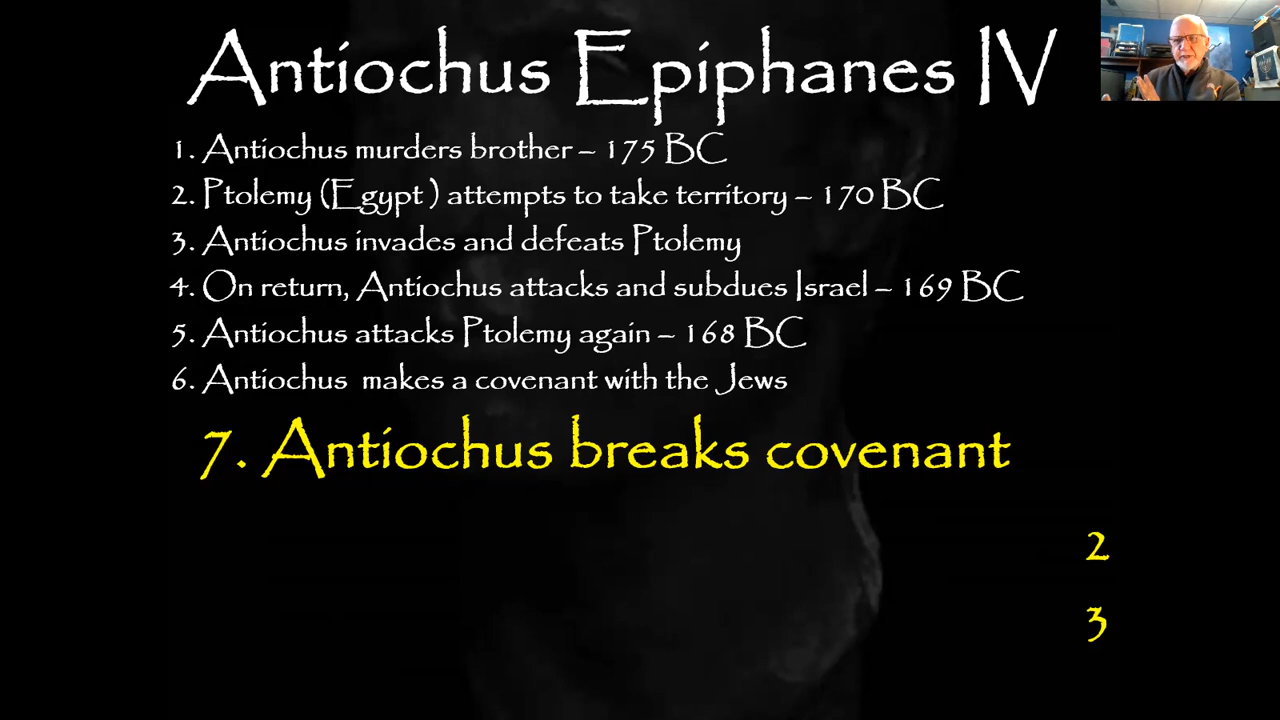 Antiochus Epiphanes IV
1. Antiochus murders brother – 175 BC
2. Ptolemy (Egypt ) attempts to take territory – 170 BC
3. Antiochus invades and defeats Ptolemy
4. On return, Antiochus attacks and subdues Israel – 169 BC
5. Antiochus attacks Ptolemy again – 168 BC
6. Antiochus  makes a covenant with the Jews
7. Antiochus breaks covenant
2
3